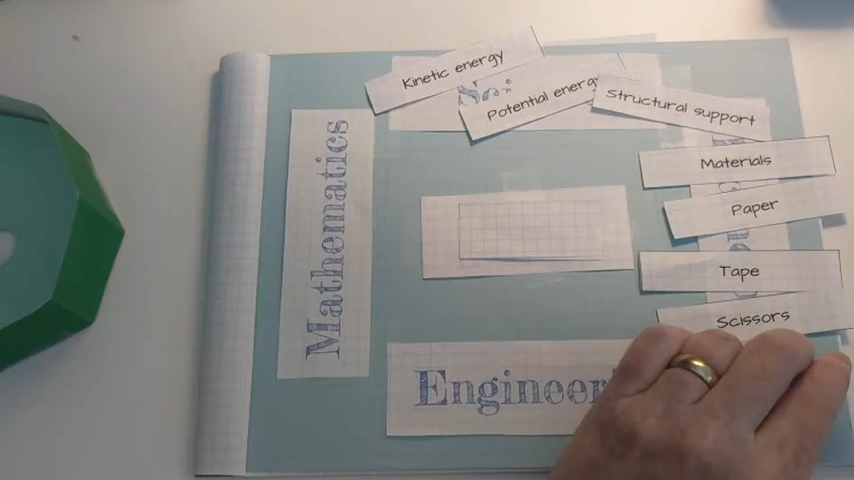 Kinetic energy
Potential energy
Structural support
Materials
Paper
Tape
Scissors
Mathematics